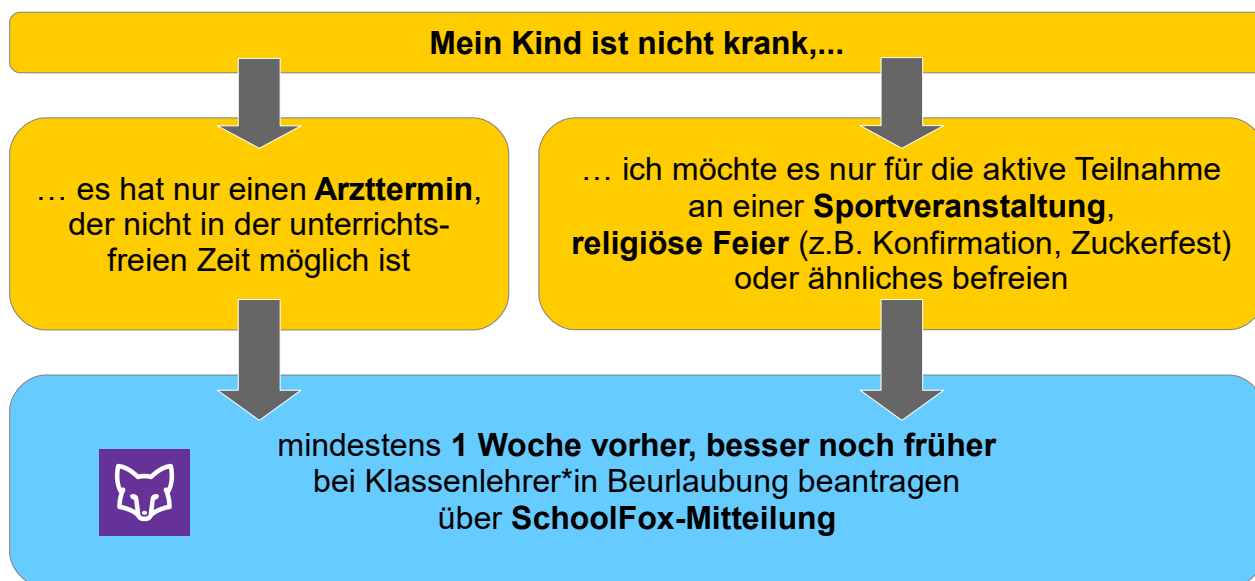 Mein Kind ist nicht krank,...
… es hat nur einen Arzttermin,
der nicht in der unterrichts-
freien Zeit möglich ist
… ich möchte es nur für die aktive Teilnahme
an einer Sportveranstaltung,
religiöse Feier (z.B. Konfirmation, Zuckerfest)
oder ähnliches befreien
mindestens 1 Woche vorher, besser noch früher
bei Klassenlehrer*in Beurlaubung beantragen
über SchoolFox-Mitteilung